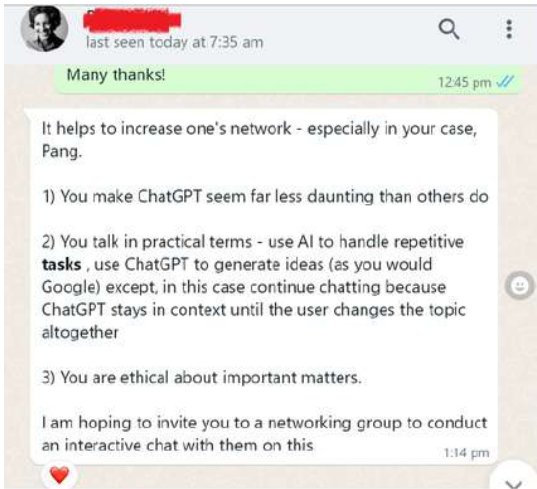 last seen today at 7:35 am
Many thanks!
12:45 pm
It helps to increase one's network - especially in your case,
Pang.
1) You make ChatGPT seem far less daunting than others do
2) You talk in practical terms - use AI to handle repetitive
tasks , use ChatGPT to generate ideas (as you would
Google) except, in this case continue chatting because
ChatGPT stays in context until the user changes the topic
altogether
3) You are ethical about important matters.
I am hoping to invite you to a networking group to conduct
an interactive chat with them on this
1:14 pm